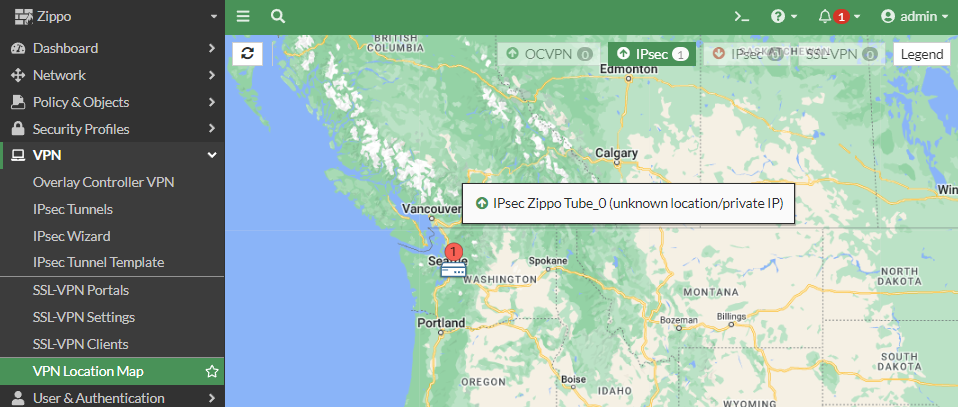 Zippo
1
admin
Dashboard
Network
Policy & Objects
Security Profiles
VPN
Overlay Controller VPN
IPsec Tunnels
IPsec Wizard
IPsec Tunnel Template
SSL-VPN Portals
SSL-VPN Settings
SSL-VPN Clients
VPN Location Map
User & Authentication
OCVPN 0
IPsec 1
IPsec 0
SSL-VPN 0
Legend
BRITISH
COLUMBIA
SASKATCHEWAN
Edmonton
Calgary
Win
Vancouver
IPsec Zippo Tube_0 (unknown location/private IP)
1
Seattle
Spokane
WASHINGTON
NORTH
DAKOTA
MONTANA
Bozeman
Billings
Portland
SOUTH
DAKOTA
OREGON
Boise
IDAHO
WYOMING